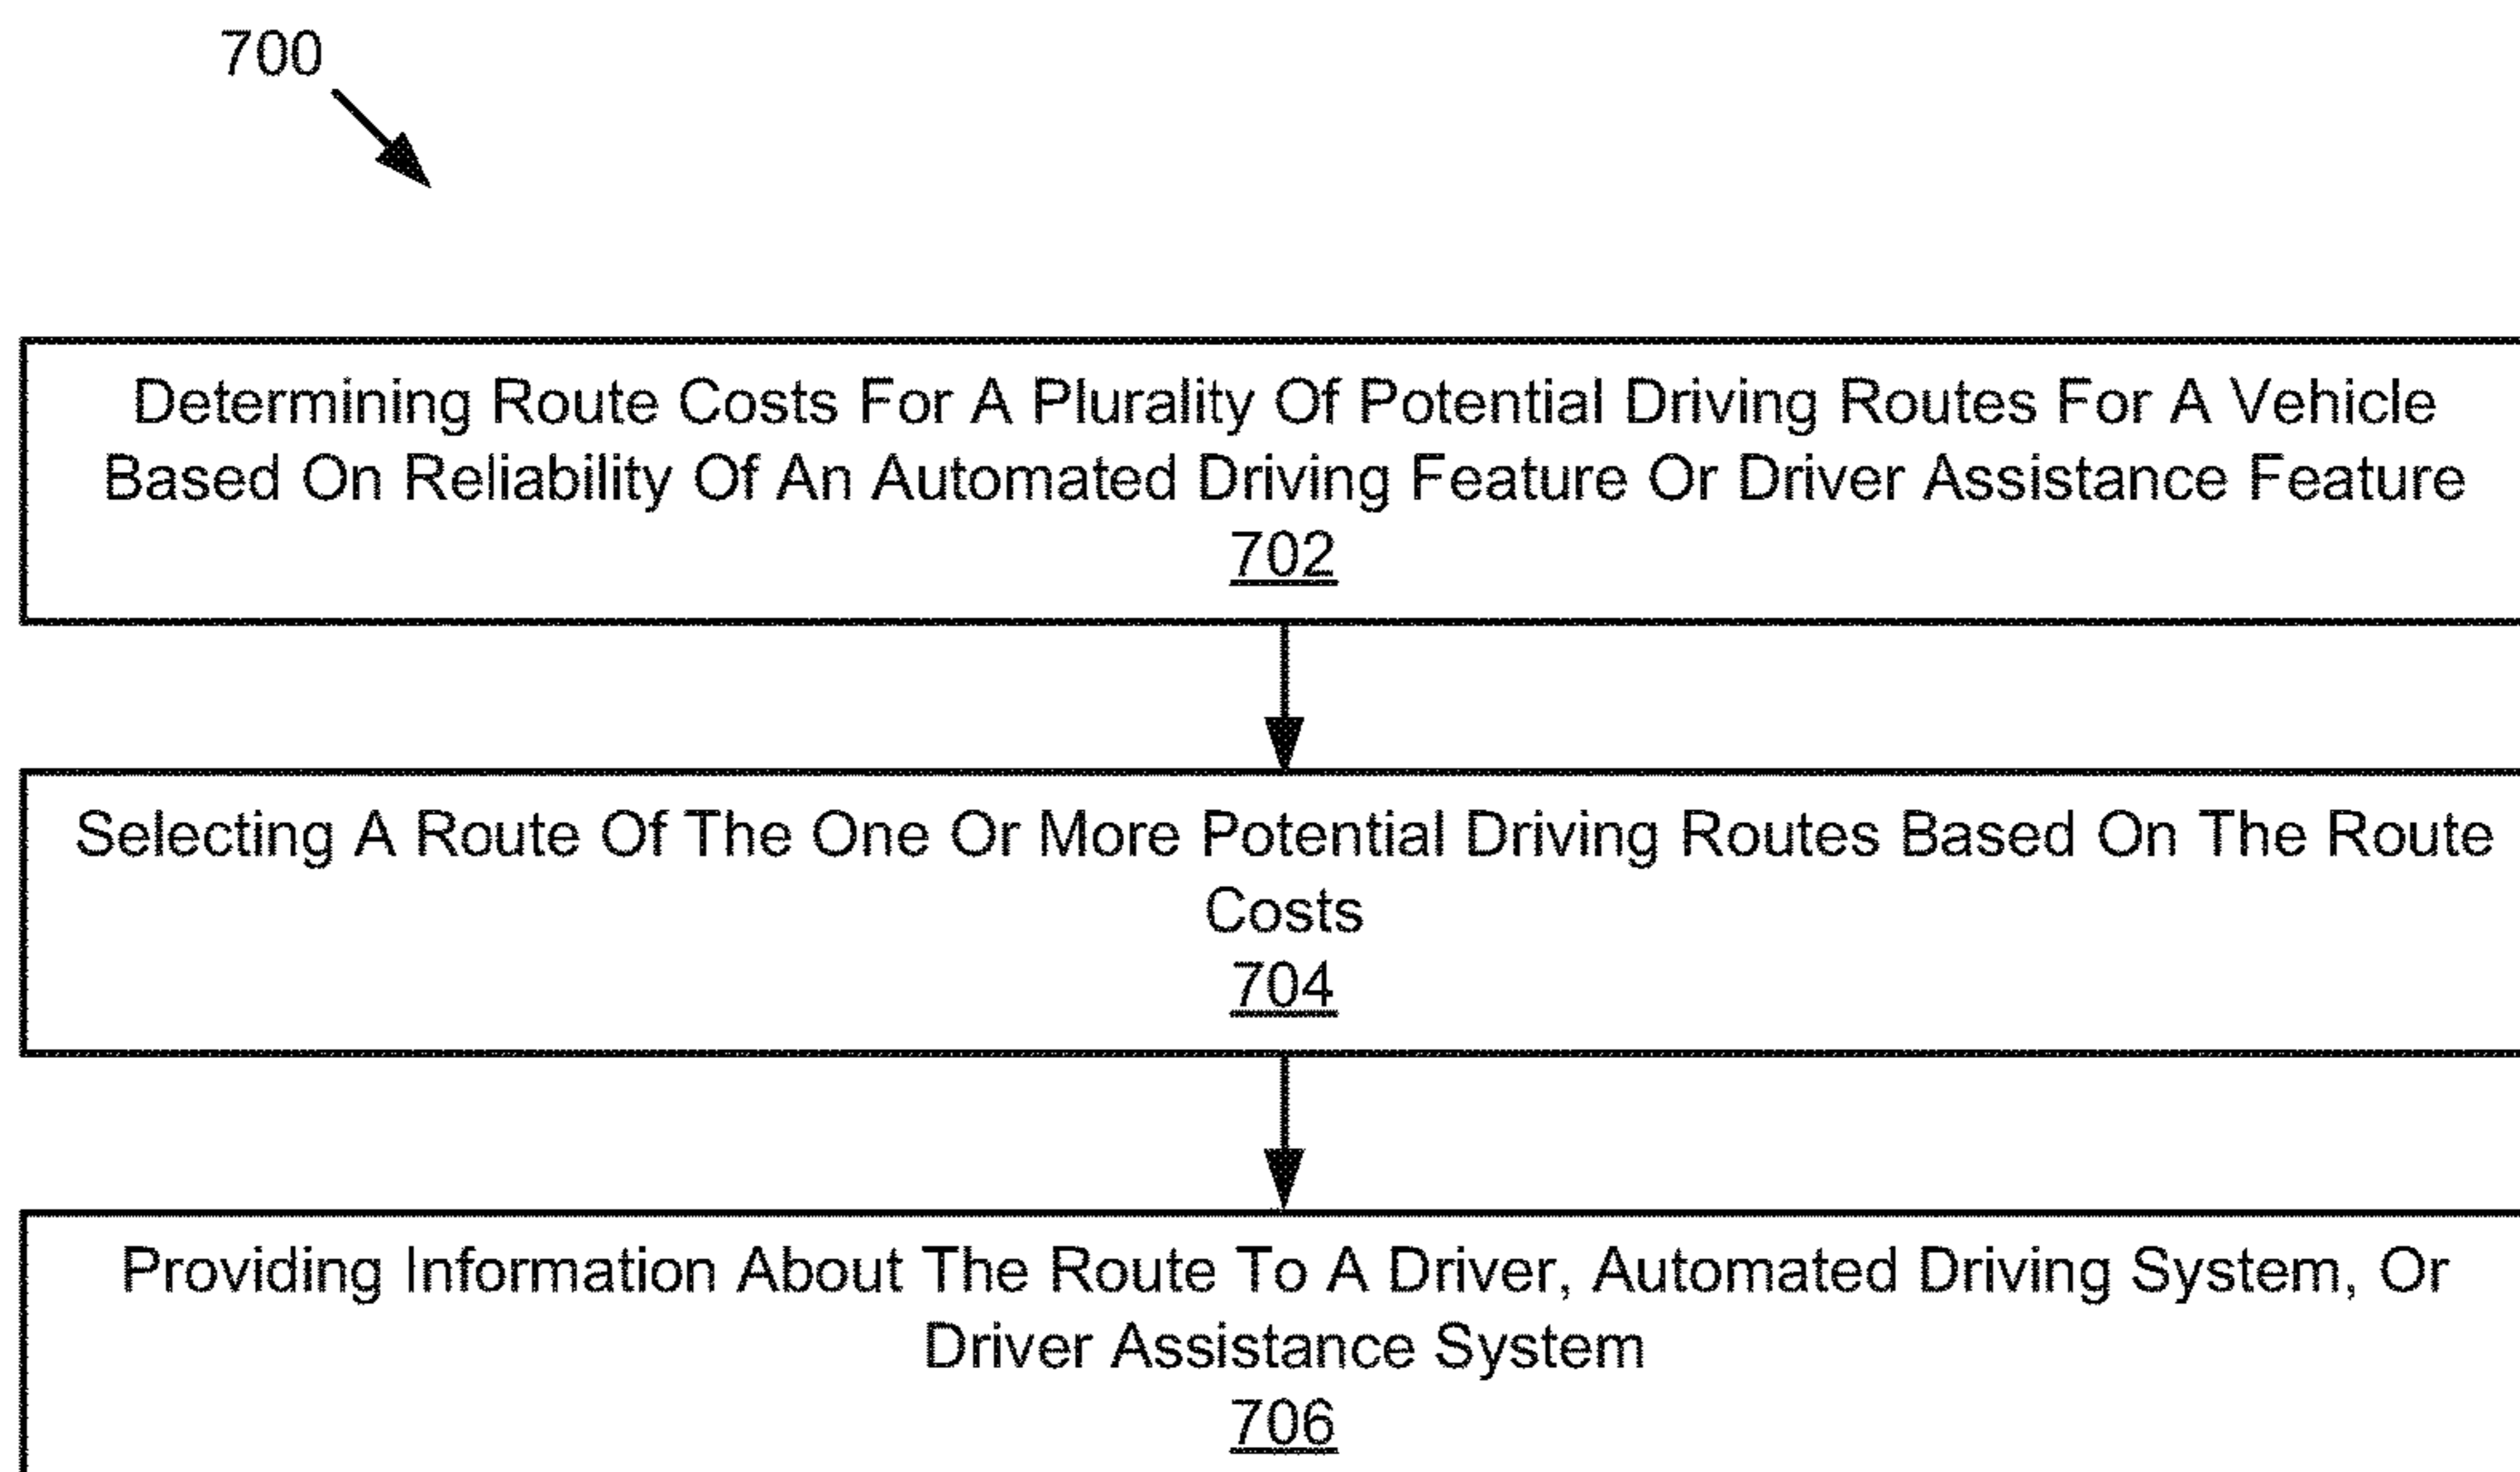 700
Determining Route Costs For A Plurality Of Potential Driving Routes For A Vehicle
Based On Reliability Of An Automated Driving Feature Or Driver Assistance Feature
702
Selecting A Route Of The One Or More Potential Driving Routes Based On The Route
Costs
704
Providing Information About The Route To A Driver, Automated Driving System, Or
Driver Assistance System
706